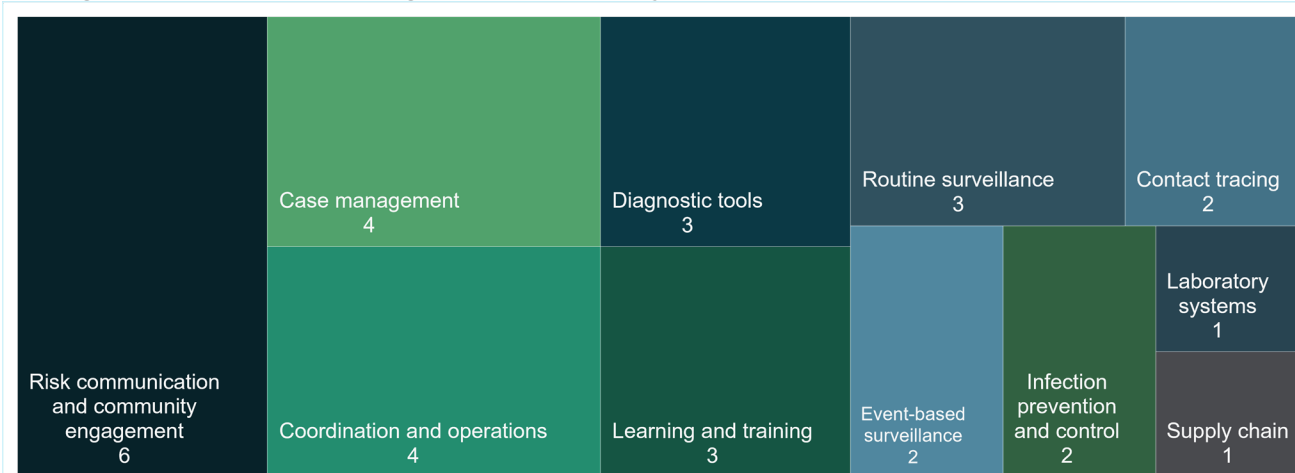 Case management
4
Diagnostic tools
3
Routine surveillance
3
Contact tracing
2
Laboratory
systems
1
Risk communication
and community
engagement
6
Coordination and operations
4
Learning and training
3
Event-based
surveillance
2
Infection
prevention
and control
2
Supply chain
1